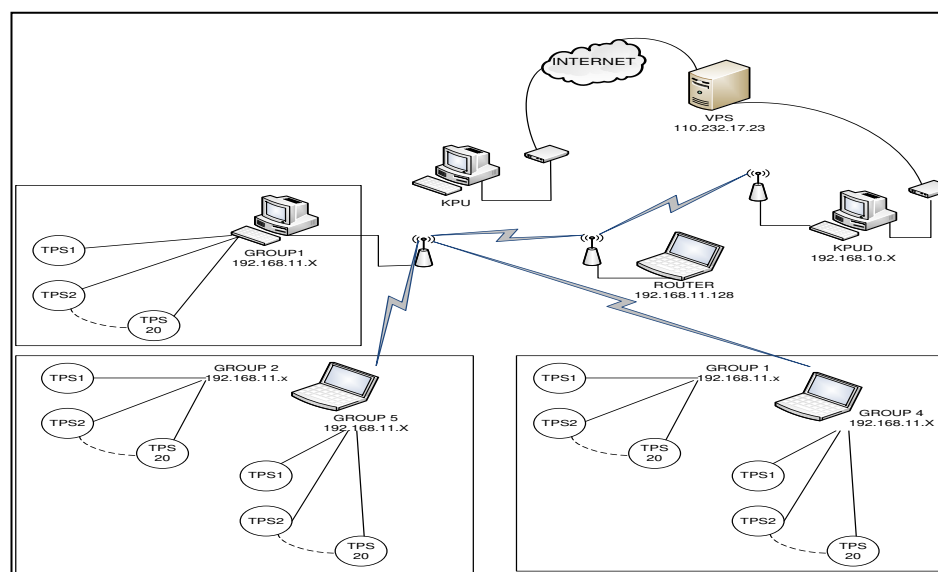 INTERNET
VPS
110.232.17.23
KPU
KPUD
192.168.10.X
ROUTER
192.168.11.128
GROUP1
192.168.11.X
TPS1
TPS2
TPS
20
GROUP 2
192.168.11.x
TPS1
TPS2
TPS
20
GROUP 5
192.168.11.X
TPS1
TPS2
TPS
20
GROUP 1
192.168.11.x
TPS1
TPS2
TPS
20
GROUP 4
192.168.11.X
TPS1
TPS2
TPS
20